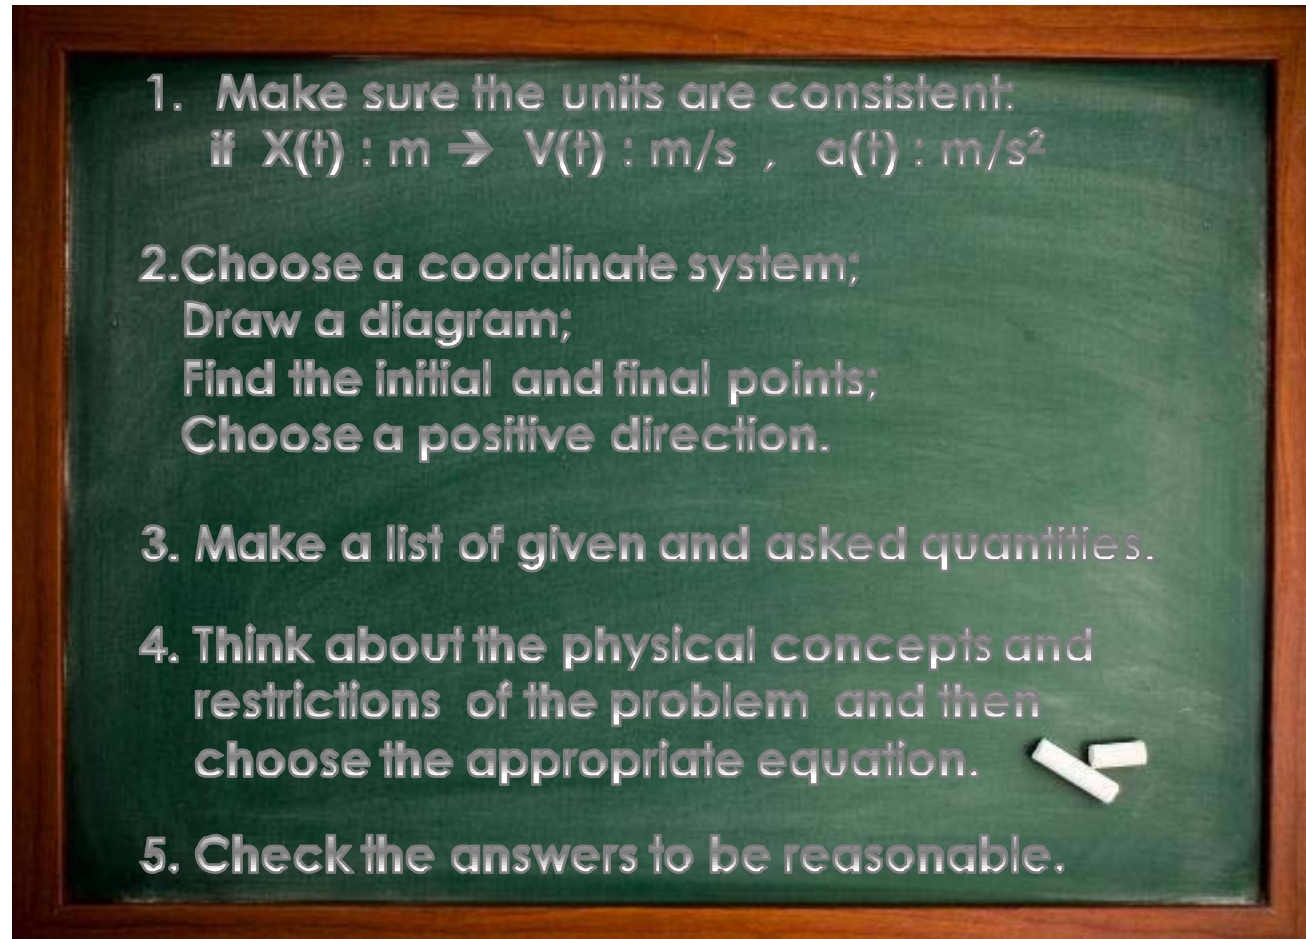 1. Make sure the units are consistent:
if X(t) : m ➔ V(t) : m/s , a(t) : m/s²
2.Choose a coordinate system;
Draw a diagram;
Find the initial and final points;
Choose a positive direction.
3. Make a list of given and asked quantities.
4. Think about the physical concepts and
restrictions of the problem and then
choose the appropriate equation.
5. Check the answers to be reasonable.